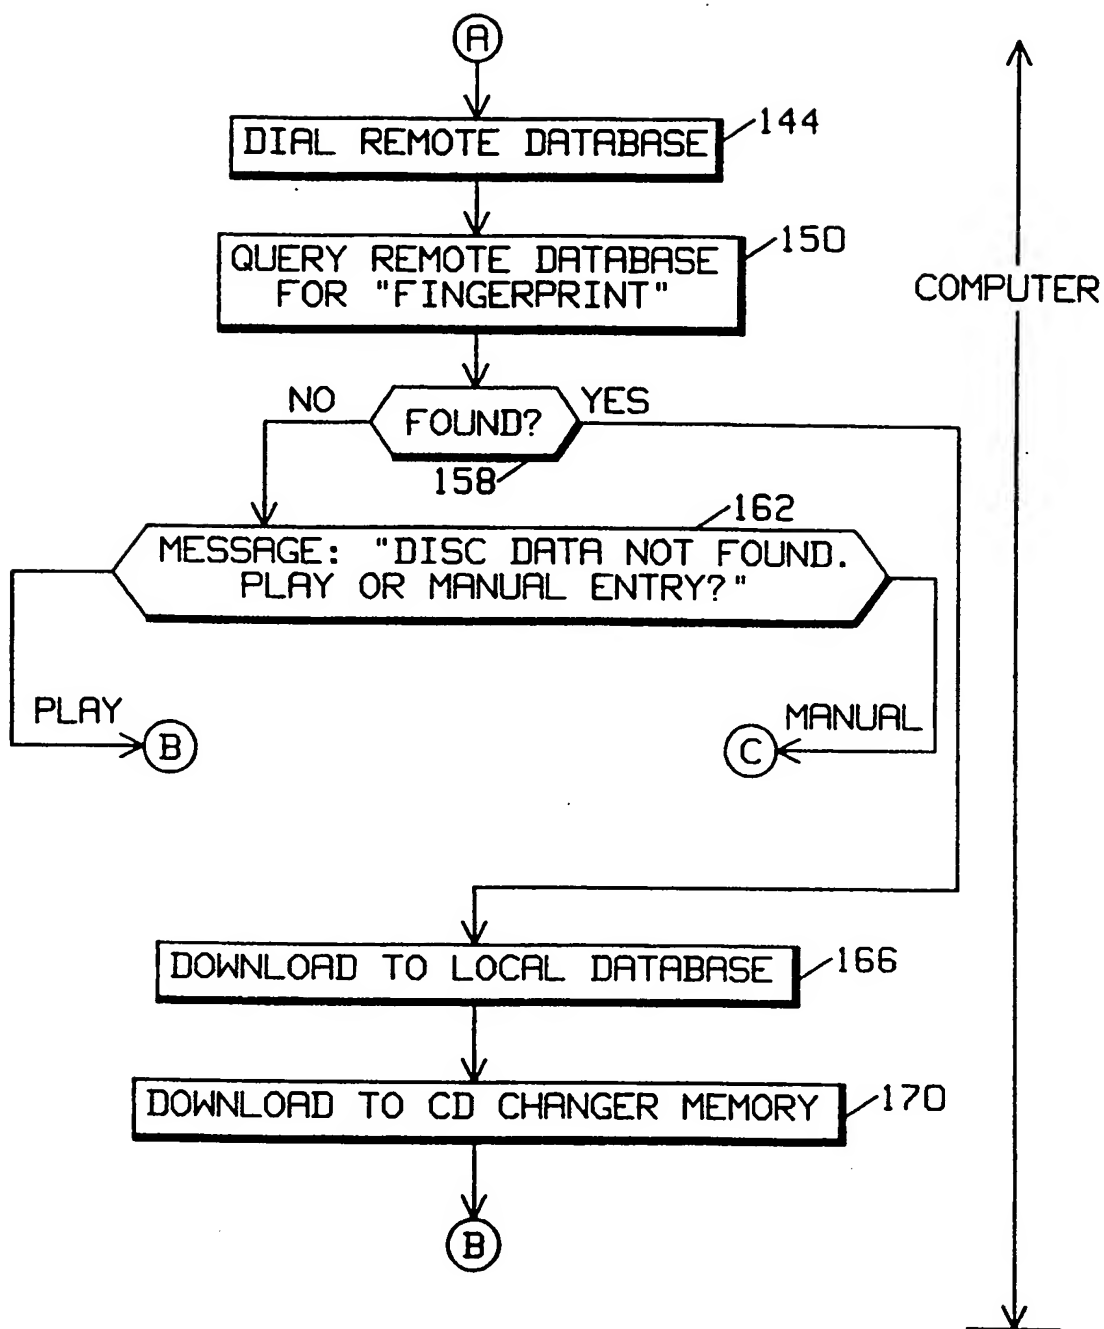 A
DIAL REMOTE DATABASE
144
QUERY REMOTE DATABASE
FOR "FINGERPRINT"
150
COMPUTER
NO
FOUND?
YES
158
162
MESSAGE: "DISC DATA NOT FOUND.
PLAY OR MANUAL ENTRY?"
PLAY
B
MANUAL
C
DOWNLOAD TO LOCAL DATABASE
166
DOWNLOAD TO CD CHANGER MEMORY
170
B